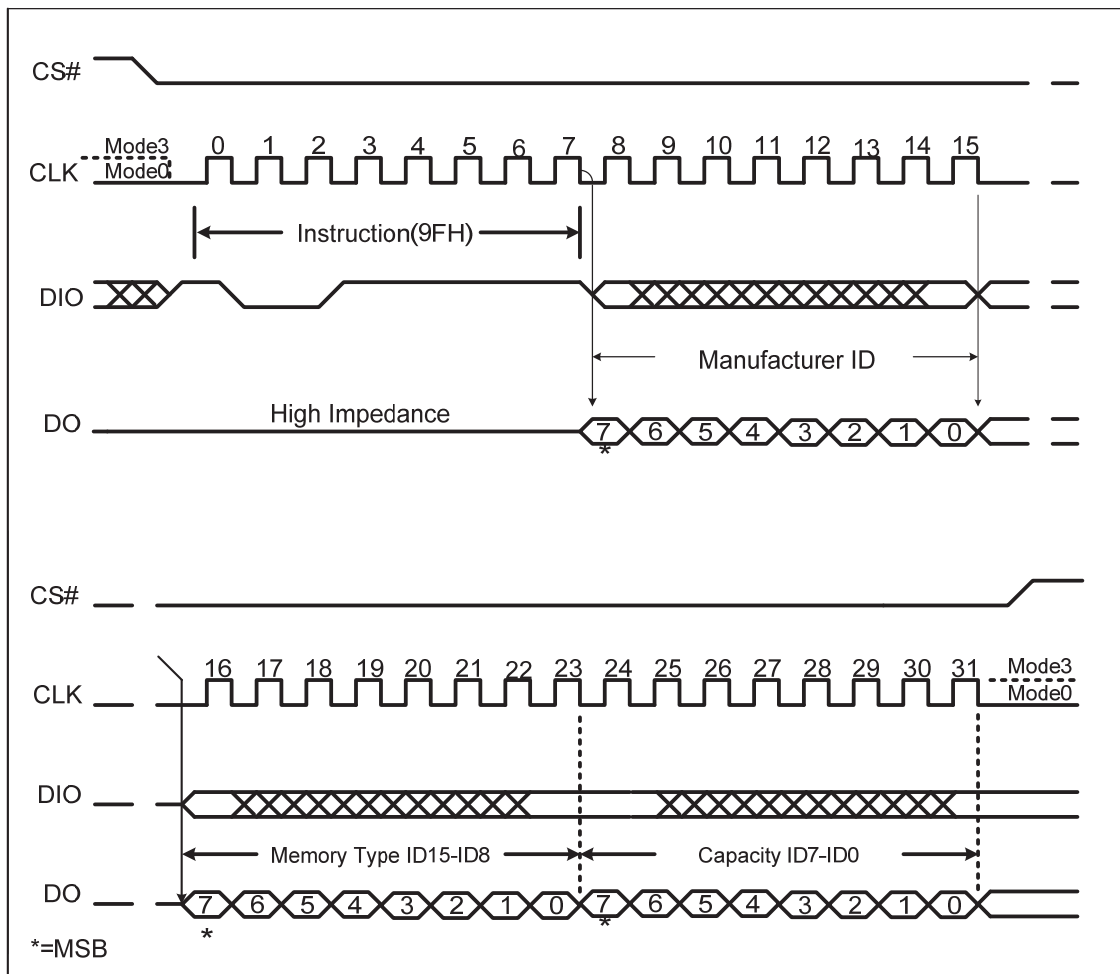 CS#
Mode3
CLK Mode0
0 1 2 3 4 5 6 7 8 9 10 11 12 13 14 15
Instruction(9FH)
DIO
Manufacturer ID
High Impedance
DO
7 6 5 4 3 2 1 0
*
CS#
16 17 18 19 20 21 22 23 24 25 26 27 28 29 30 31
Mode3
CLK Mode0
DIO
Memory Type ID15-ID8 Capacity ID7-ID0
DO
7 6 5 4 3 2 1 0 7 6 5 4 3 2 1 0
* *
*=MSB